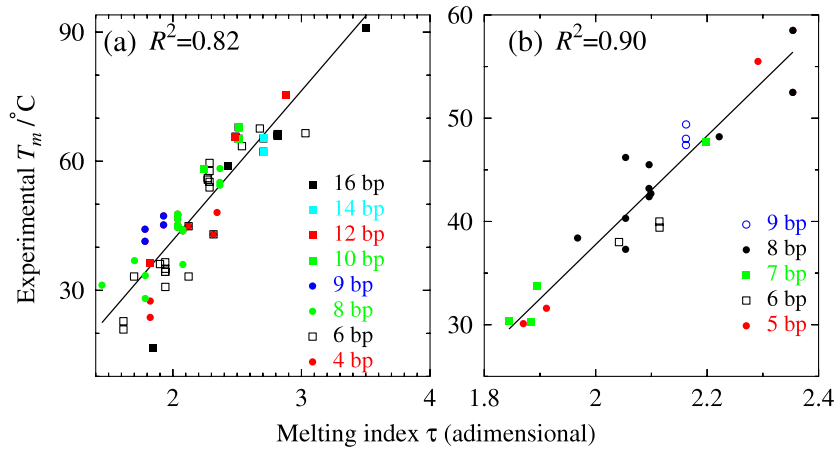 (a) R²=0.82
90
60
30
2
3
4
16 bp
14 bp
12 bp
10 bp
9 bp
8 bp
6 bp
4 bp
Experimental Tm/°C
(b) R²=0.90
60
50
40
30
1.8
2
2.2
2.4
9 bp
8 bp
7 bp
6 bp
5 bp
Melting index τ (adimensional)